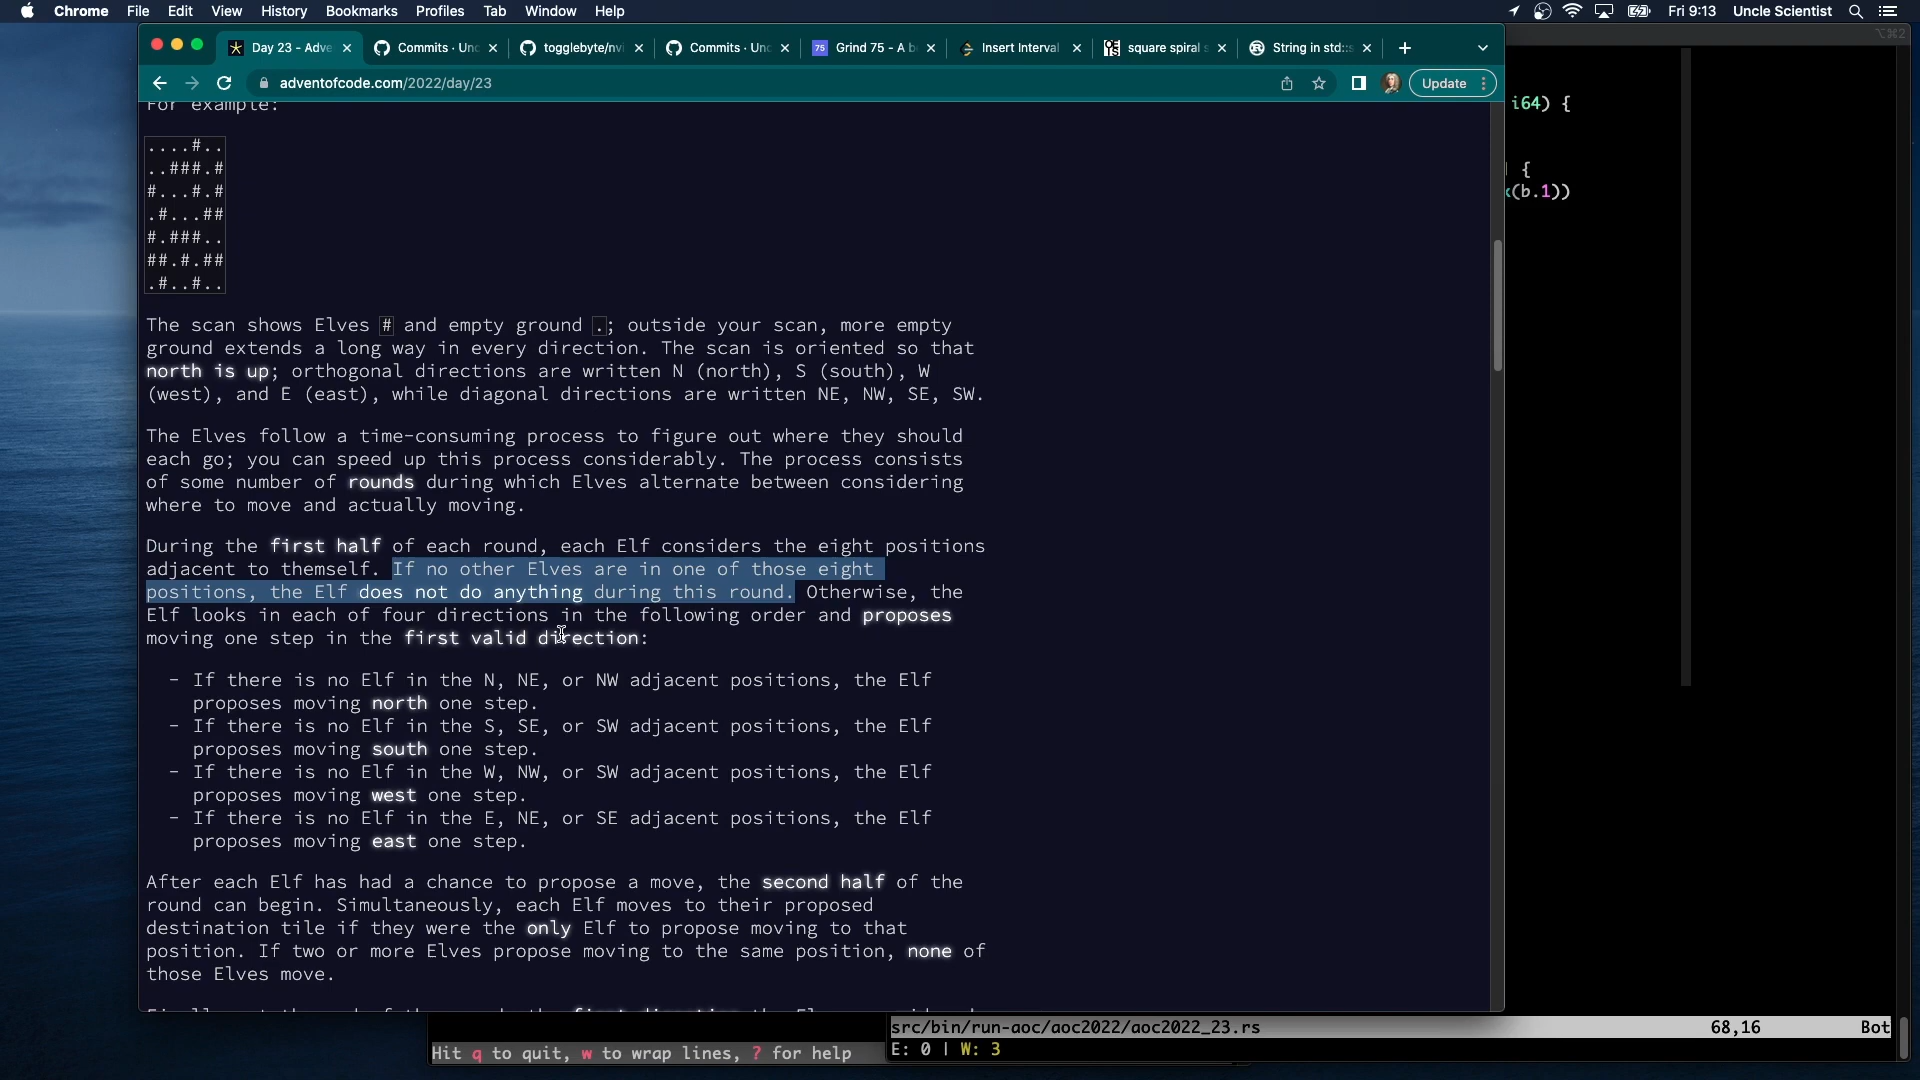 Chrome File Edit View History Bookmarks Profiles Tab Window Help Fri 9:13 Uncle Scientist
Day 23 - Adve Commits · Unc togglebyte/nvi Commits · Unc 75 Grind 75 - A b Insert Interval square spiral s String in std::s
adventofcode.com/2022/day/23 Update
For example:
....#..
..###.#
#...#.#
.#...##
#.###..
##.#.##
.#..#..
The scan shows Elves # and empty ground .; outside your scan, more empty
ground extends a long way in every direction. The scan is oriented so that
north is up; orthogonal directions are written N (north), S (south), W
(west), and E (east), while diagonal directions are written NE, NW, SE, SW.
The Elves follow a time-consuming process to figure out where they should
each go; you can speed up this process considerably. The process consists
of some number of rounds during which Elves alternate between considering
where to move and actually moving.
During the first half of each round, each Elf considers the eight positions
adjacent to themself. If no other Elves are in one of those eight
positions, the Elf does not do anything during this round. Otherwise, the
Elf looks in each of four directions in the following order and proposes
moving one step in the first valid direction:
- If there is no Elf in the N, NE, or NW adjacent positions, the Elf
proposes moving north one step.
- If there is no Elf in the S, SE, or SW adjacent positions, the Elf
proposes moving south one step.
- If there is no Elf in the W, NW, or SW adjacent positions, the Elf
proposes moving west one step.
- If there is no Elf in the E, NE, or SE adjacent positions, the Elf
proposes moving east one step.
After each Elf has had a chance to propose a move, the second half of the
round can begin. Simultaneously, each Elf moves to their proposed
destination tile if they were the only Elf to propose moving to that
position. If two or more Elves propose moving to the same position, none of
those Elves move.
⌥⌘2
i64) {
{
(b.1))
src/bin/run-aoc/aoc2022/aoc2022_23.rs 68,16 Bot
Hit q to quit, w to wrap lines, ? for help E: 0 | W: 3